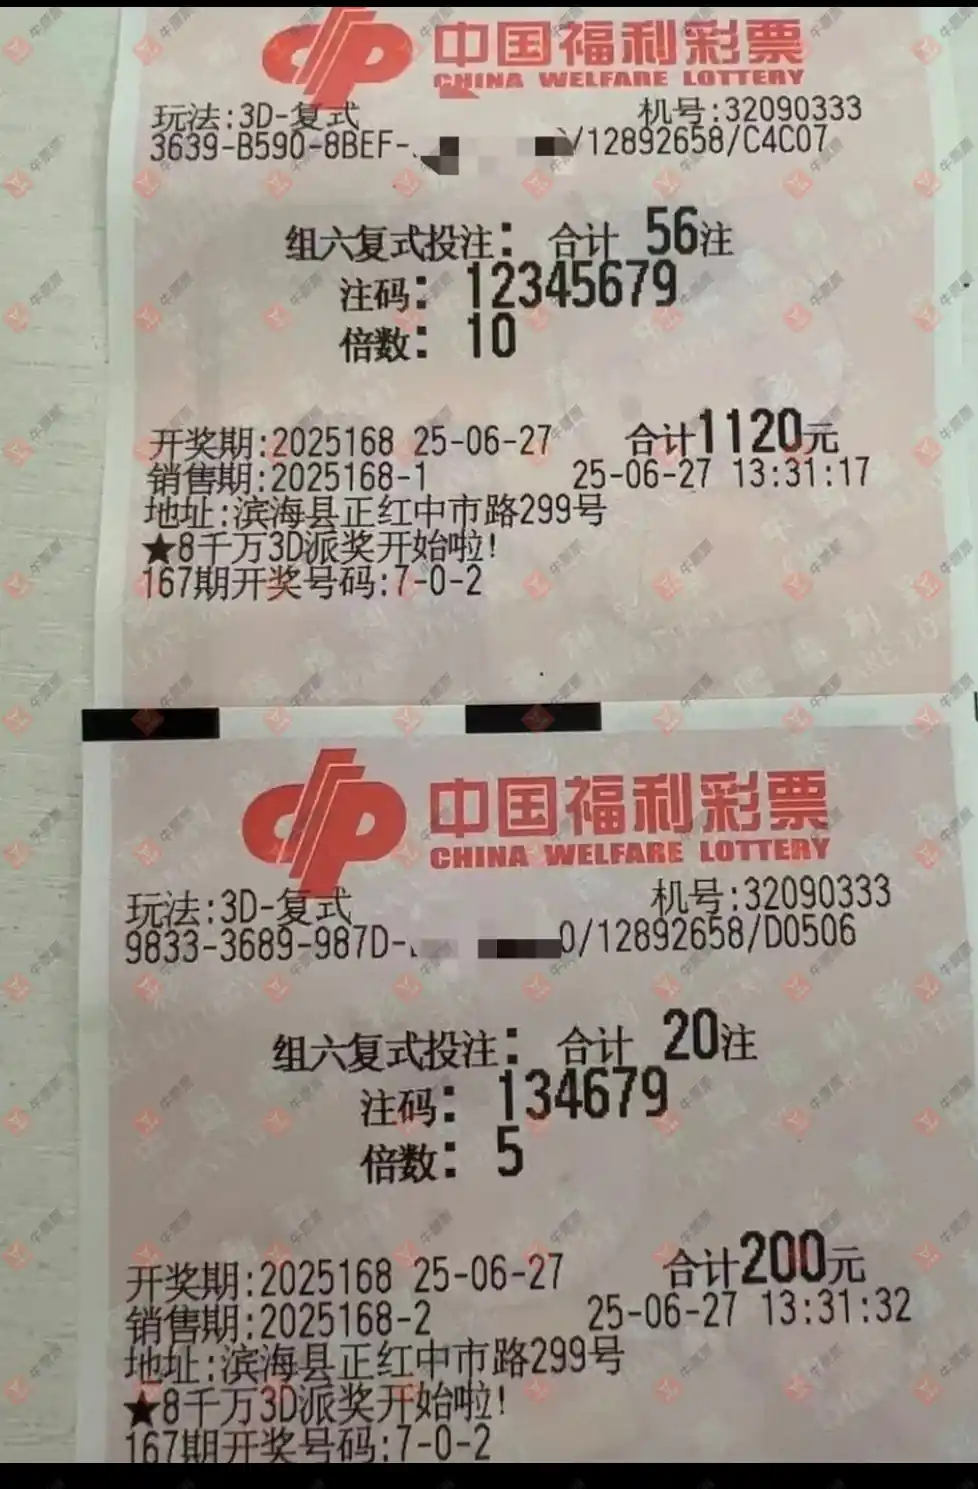 中国福利彩票
CHINA WELFARE LOTTERY
玩法:3D-复式 机号:32090333
3639-B590-8BEF- /12892658/C4C07
组六复式投注: 合计 56注
注码: 12345679
倍数: 10
开奖期:2025168 25-06-27 合计1120元
销售期:2025168-1 25-06-27 13:31:17
地址:滨海县正红中市路299号
★8千万3D派奖开始啦!
167期开奖号码:7-0-2
中国福利彩票
CHINA WELFARE LOTTERY
玩法:3D-复式 机号:32090333
9833-3689-987D- 0/12892658/D0506
组六复式投注: 合计 20注
注码: 134679
倍数: 5
开奖期:2025168 25-06-27 合计200元
销售期:2025168-2 25-06-27 13:31:32
地址:滨海县正红中市路299号
★8千万3D派奖开始啦!
167期开奖号码:7-0-2